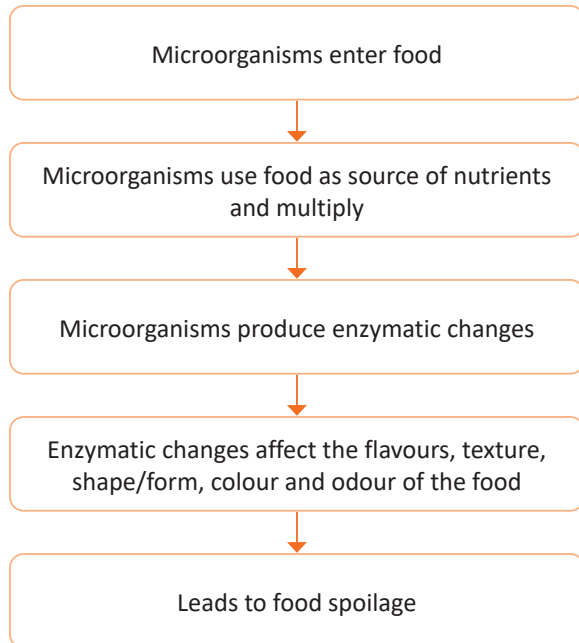 Microorganisms enter food
Microorganisms use food as source of nutrients
and multiply
Microorganisms produce enzymatic changes
Enzymatic changes affect the flavours, texture,
shape/form, colour and odour of the food
Leads to food spoilage